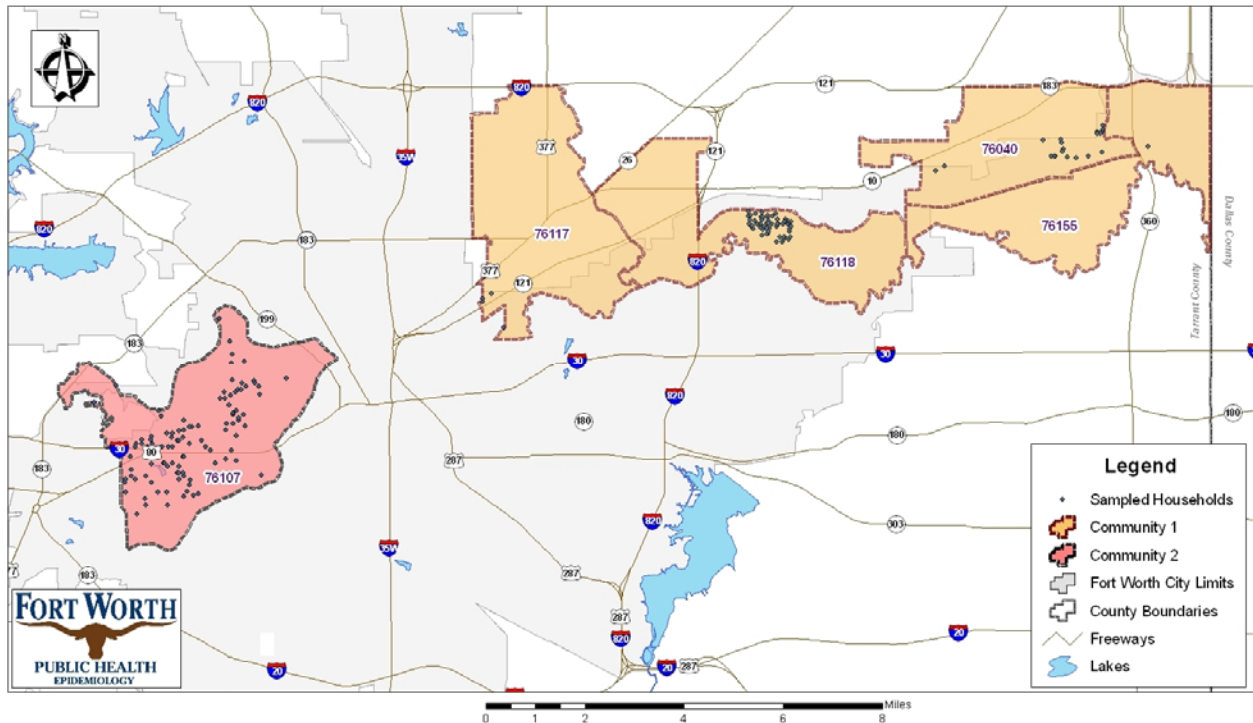 820
121
183
820
377
26
121
35W
76040
10
820
183
76117
76155
360
Dallas County
377
76118
820
121
Tarrant County
199
183
30
30
820
180
180
30
80
183
76107
287
180
Legend
Sampled Households
Community 1
Community 2
Fort Worth City Limits
County Boundaries
Freeways
Lakes
820
303
35W
183
287
287
820
20
20
287
20
FORT WORTH
PUBLIC HEALTH
EPIDEMIOLOGY
0 1 2 4 6 8
Miles